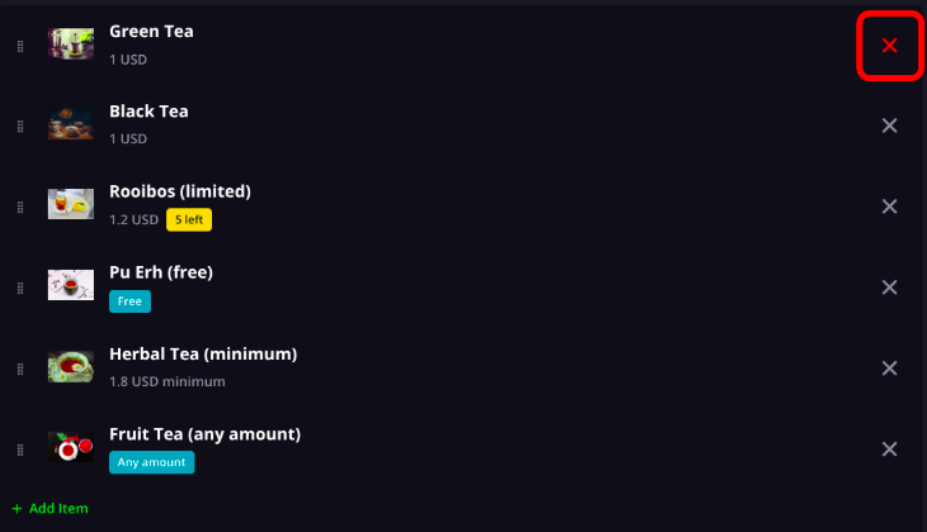 Green Tea
1 USD
Black Tea
1 USD
Rooibos (limited)
1.2 USD 5 left
Pu Erh (free)
Free
Herbal Tea (minimum)
1.8 USD minimum
Fruit Tea (any amount)
Any amount
+ Add Item